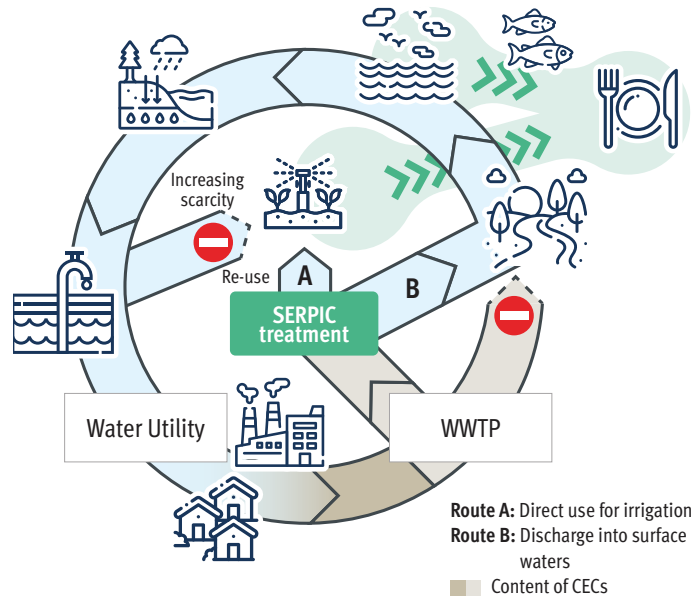 Increasing
scarcity
Re-use
A
B
SERPIC
treatment
Water Utility
WWTP
Route A: Direct use for irrigation
Route B: Discharge into surface
waters
Content of CECs